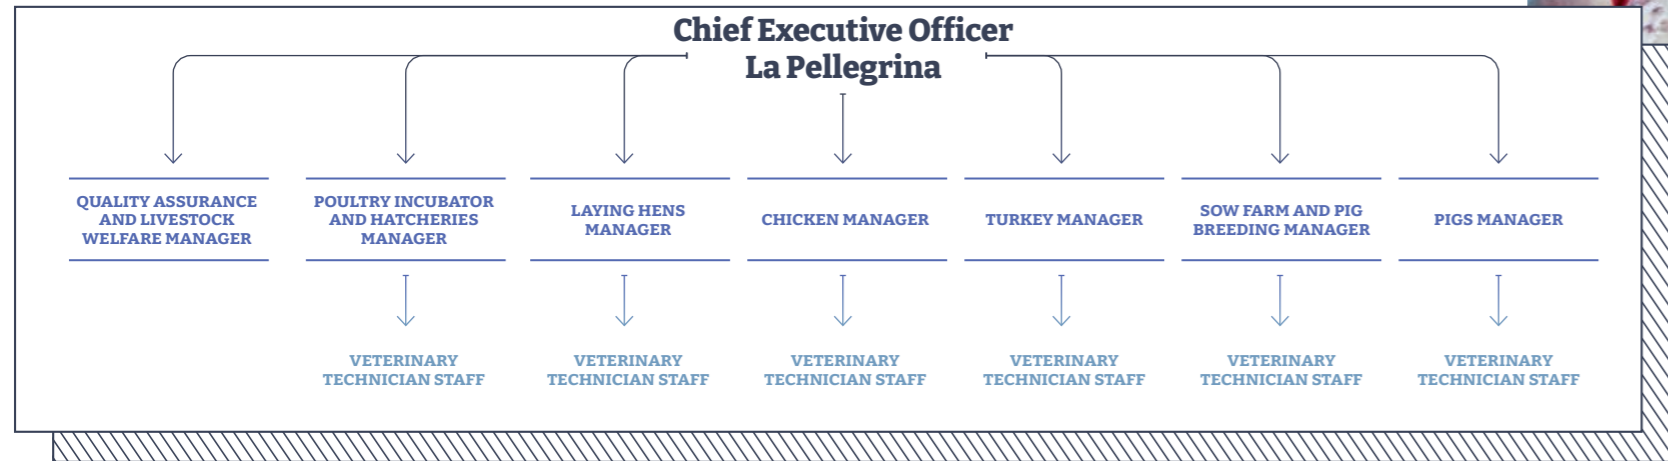 Chief Executive Officer
La Pellegrina
QUALITY ASSURANCE
AND LIVESTOCK
WELFARE MANAGER
POULTRY INCUBATOR
AND HATCHERIES
MANAGER
LAYING HENS
MANAGER
CHICKEN MANAGER
TURKEY MANAGER
SOW FARM AND PIG
BREEDING MANAGER
PIGS MANAGER
VETERINARY
TECHNICIAN STAFF
VETERINARY
TECHNICIAN STAFF
VETERINARY
TECHNICIAN STAFF
VETERINARY
TECHNICIAN STAFF
VETERINARY
TECHNICIAN STAFF
VETERINARY
TECHNICIAN STAFF